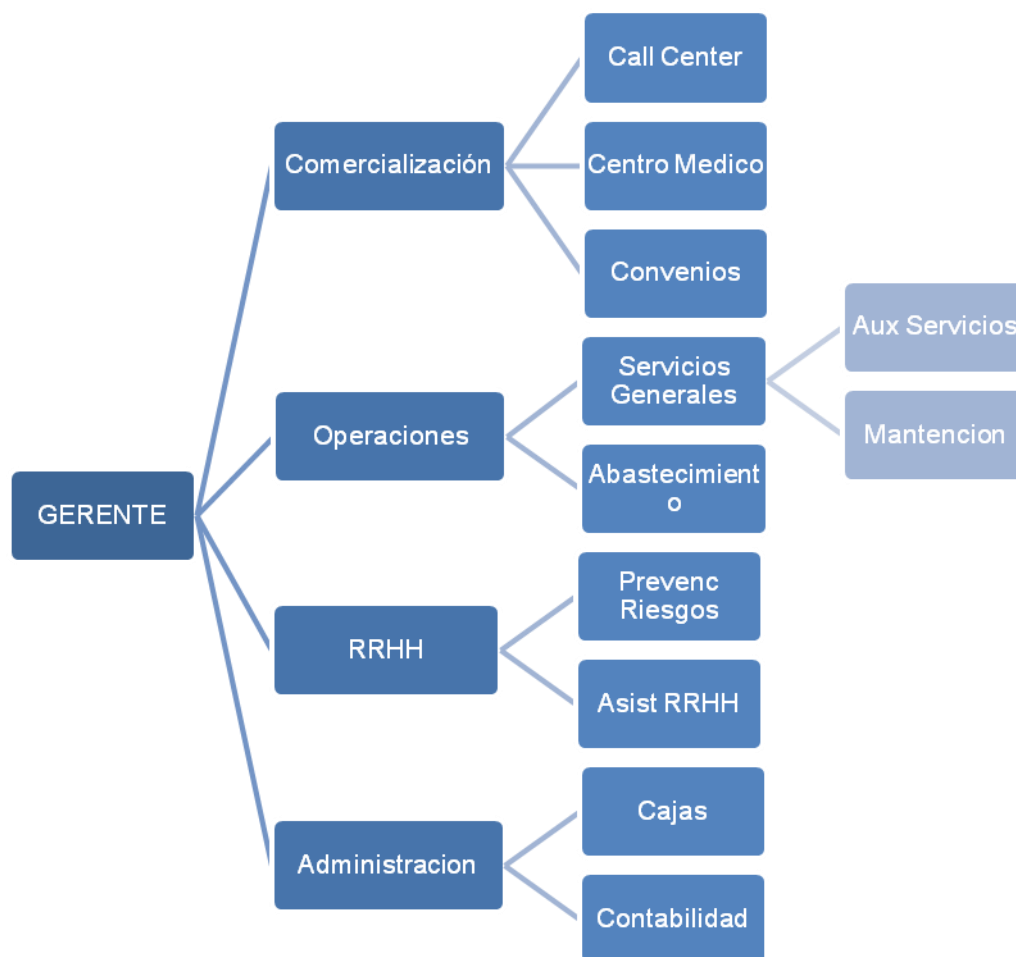 Call Center
Comercialización
Centro Medico
Convenios
Aux Servicios
Servicios
Generales
Operaciones
Mantencion
Abastecimient
o
GERENTE
Prevenc
Riesgos
RRHH
Asist RRHH
Cajas
Administracion
Contabilidad